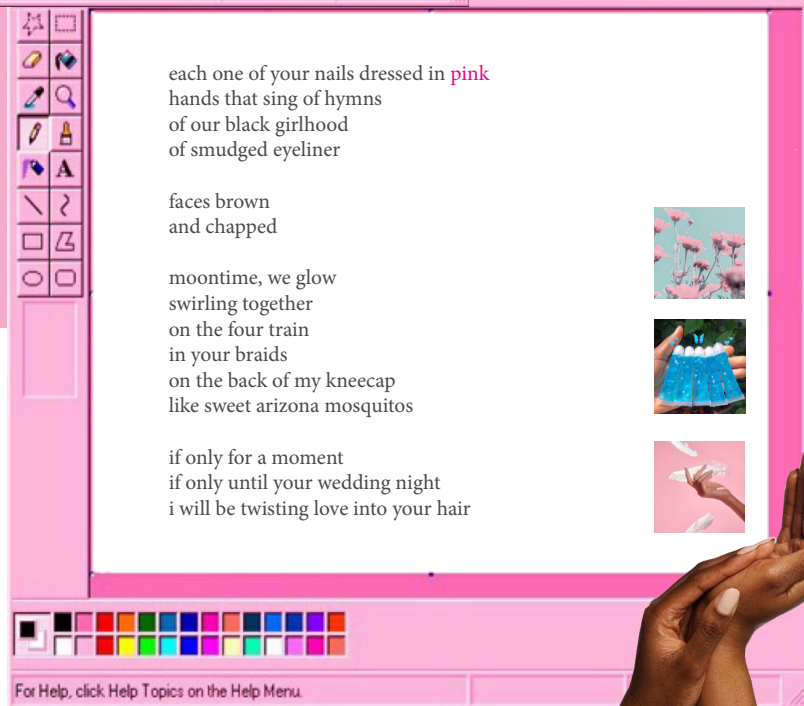 each one of your nails dressed in pink
hands that sing of hymns
of our black girlhood
of smudged eyeliner
faces brown
and chapped
moontime, we glow
swirling together
on the four train
in your braids
on the back of my kneecap
like sweet arizona mosquitos
if only for a moment
if only until your wedding night
i will be twisting love into your hair
A
For Help, click Help Topics on the Help Menu.